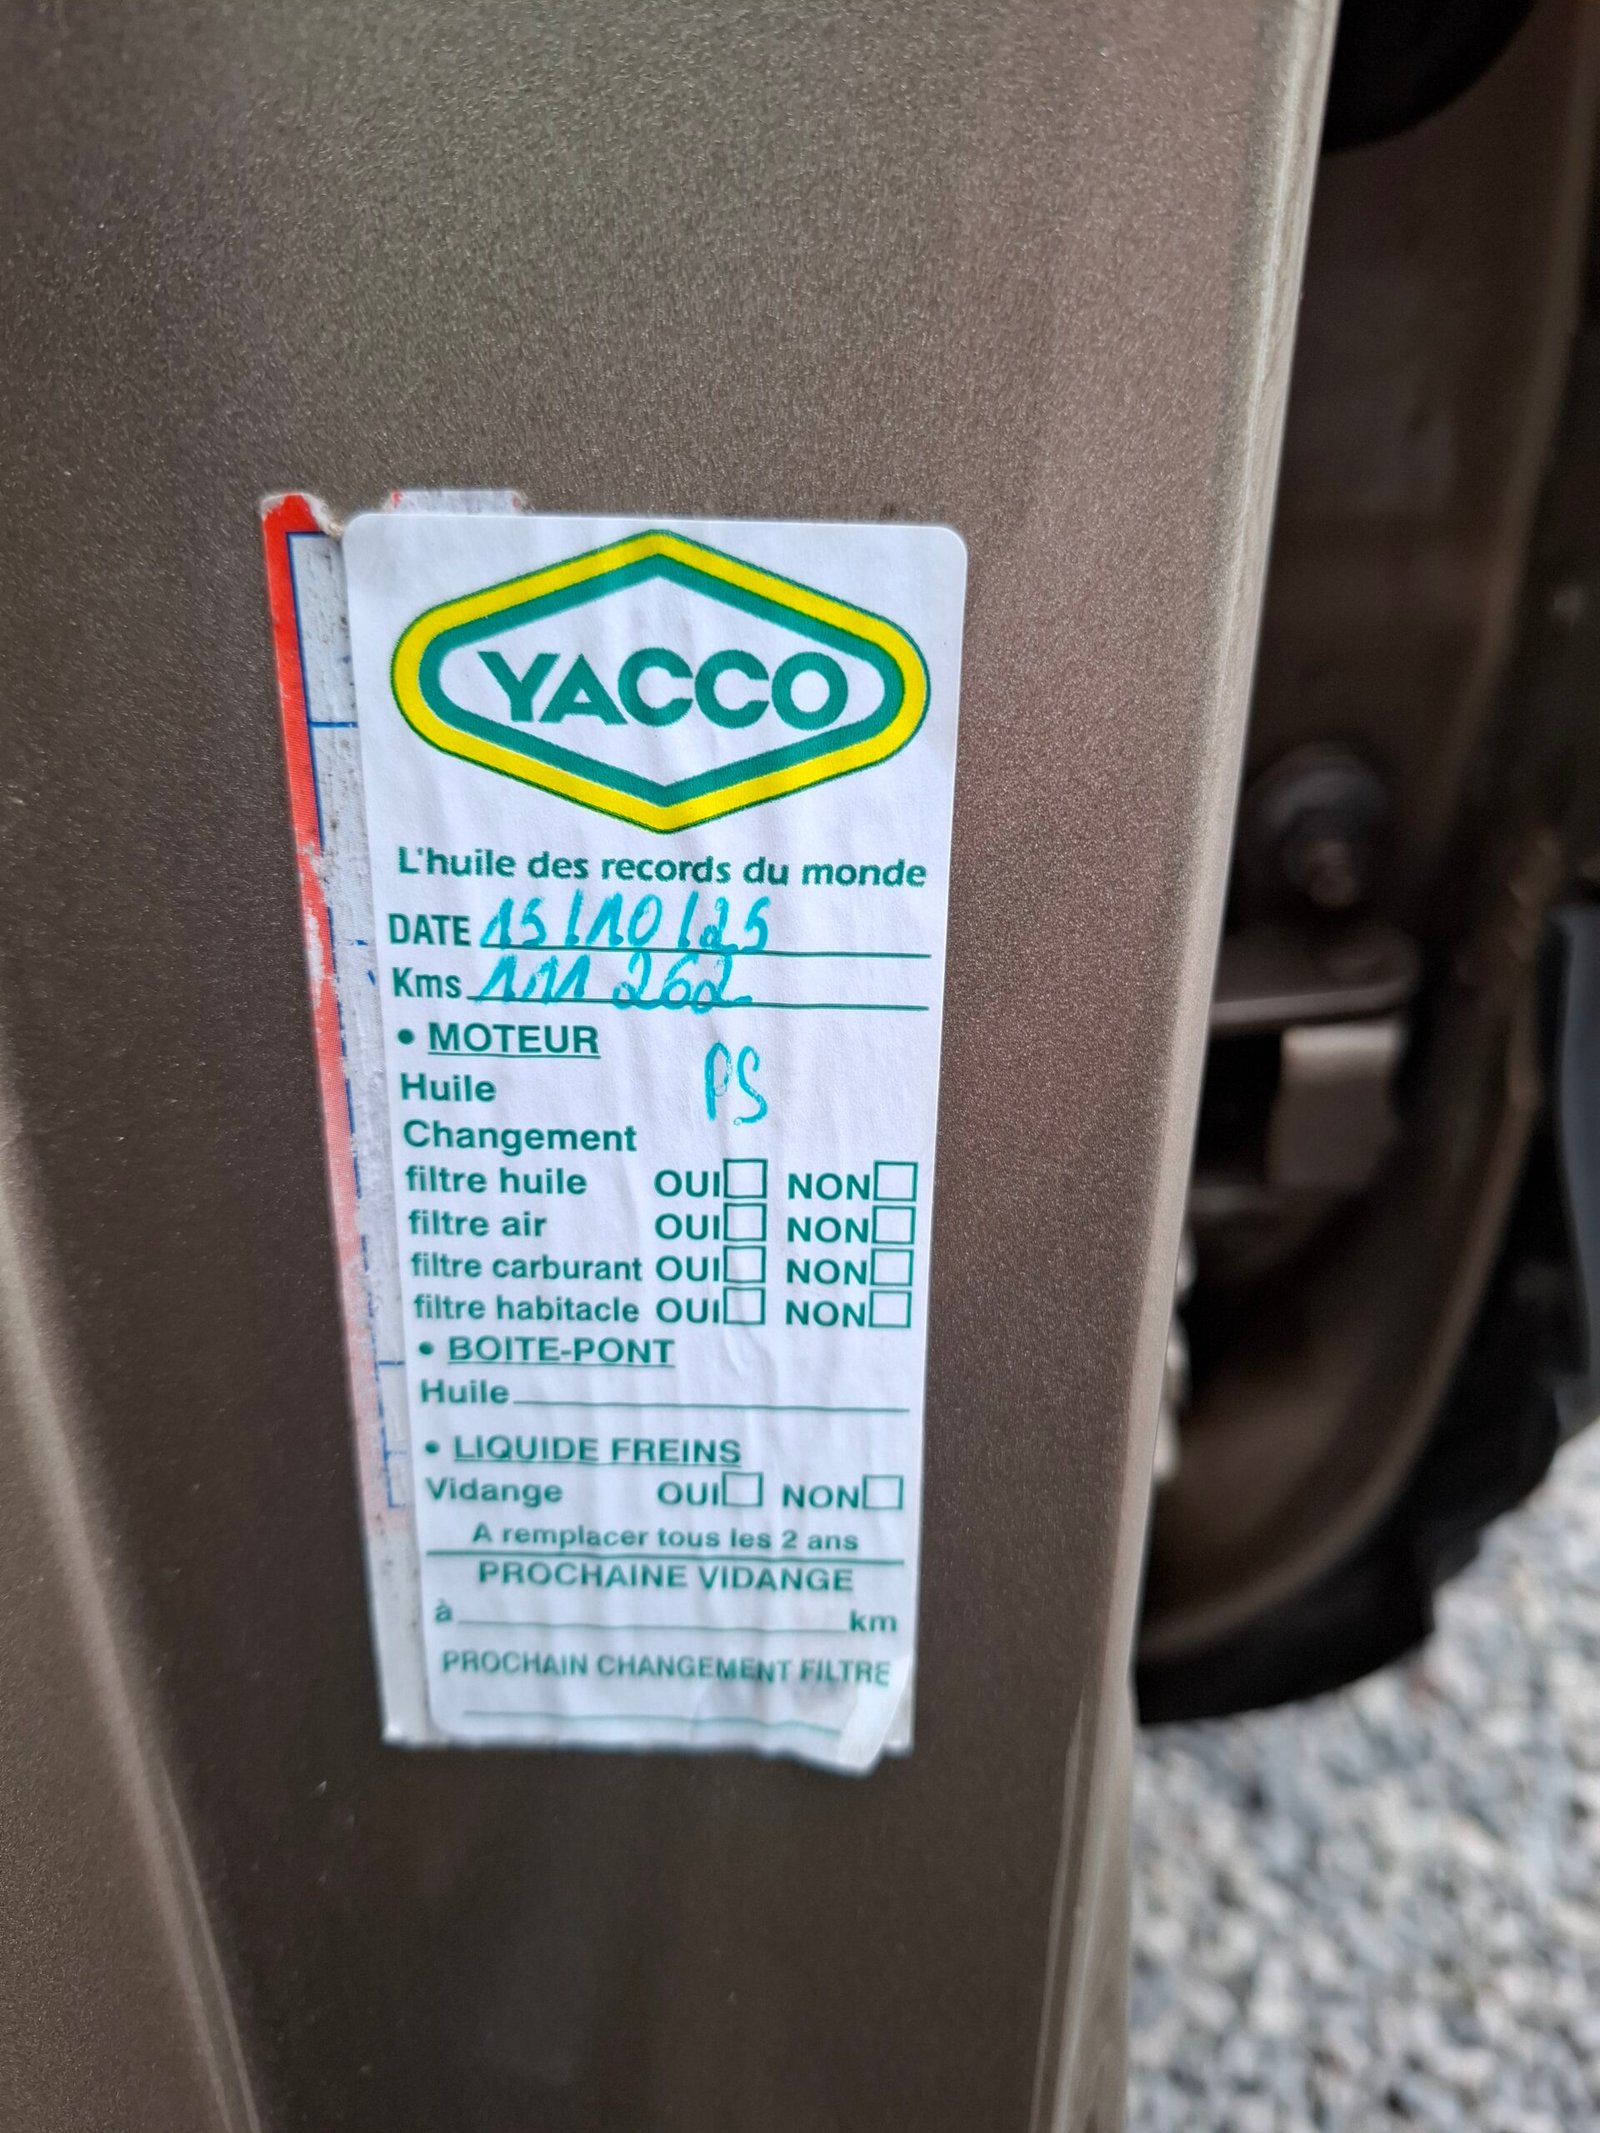 YACCO
L'huile des records du monde
DATE 15/10/25
Kms 111 262
• MOTEUR
Huile PS
Changement
filtre huile OUI☐ NON☐
filtre air OUI☐ NON☐
filtre carburant OUI☐ NON☐
filtre habitacle OUI☐ NON☐
• BOITE-PONT
Huile
• LIQUIDE FREINS
Vidange OUI☐ NON☐
A remplacer tous les 2 ans
PROCHAINE VIDANGE
à km
PROCHAIN CHANGEMENT FILTRE